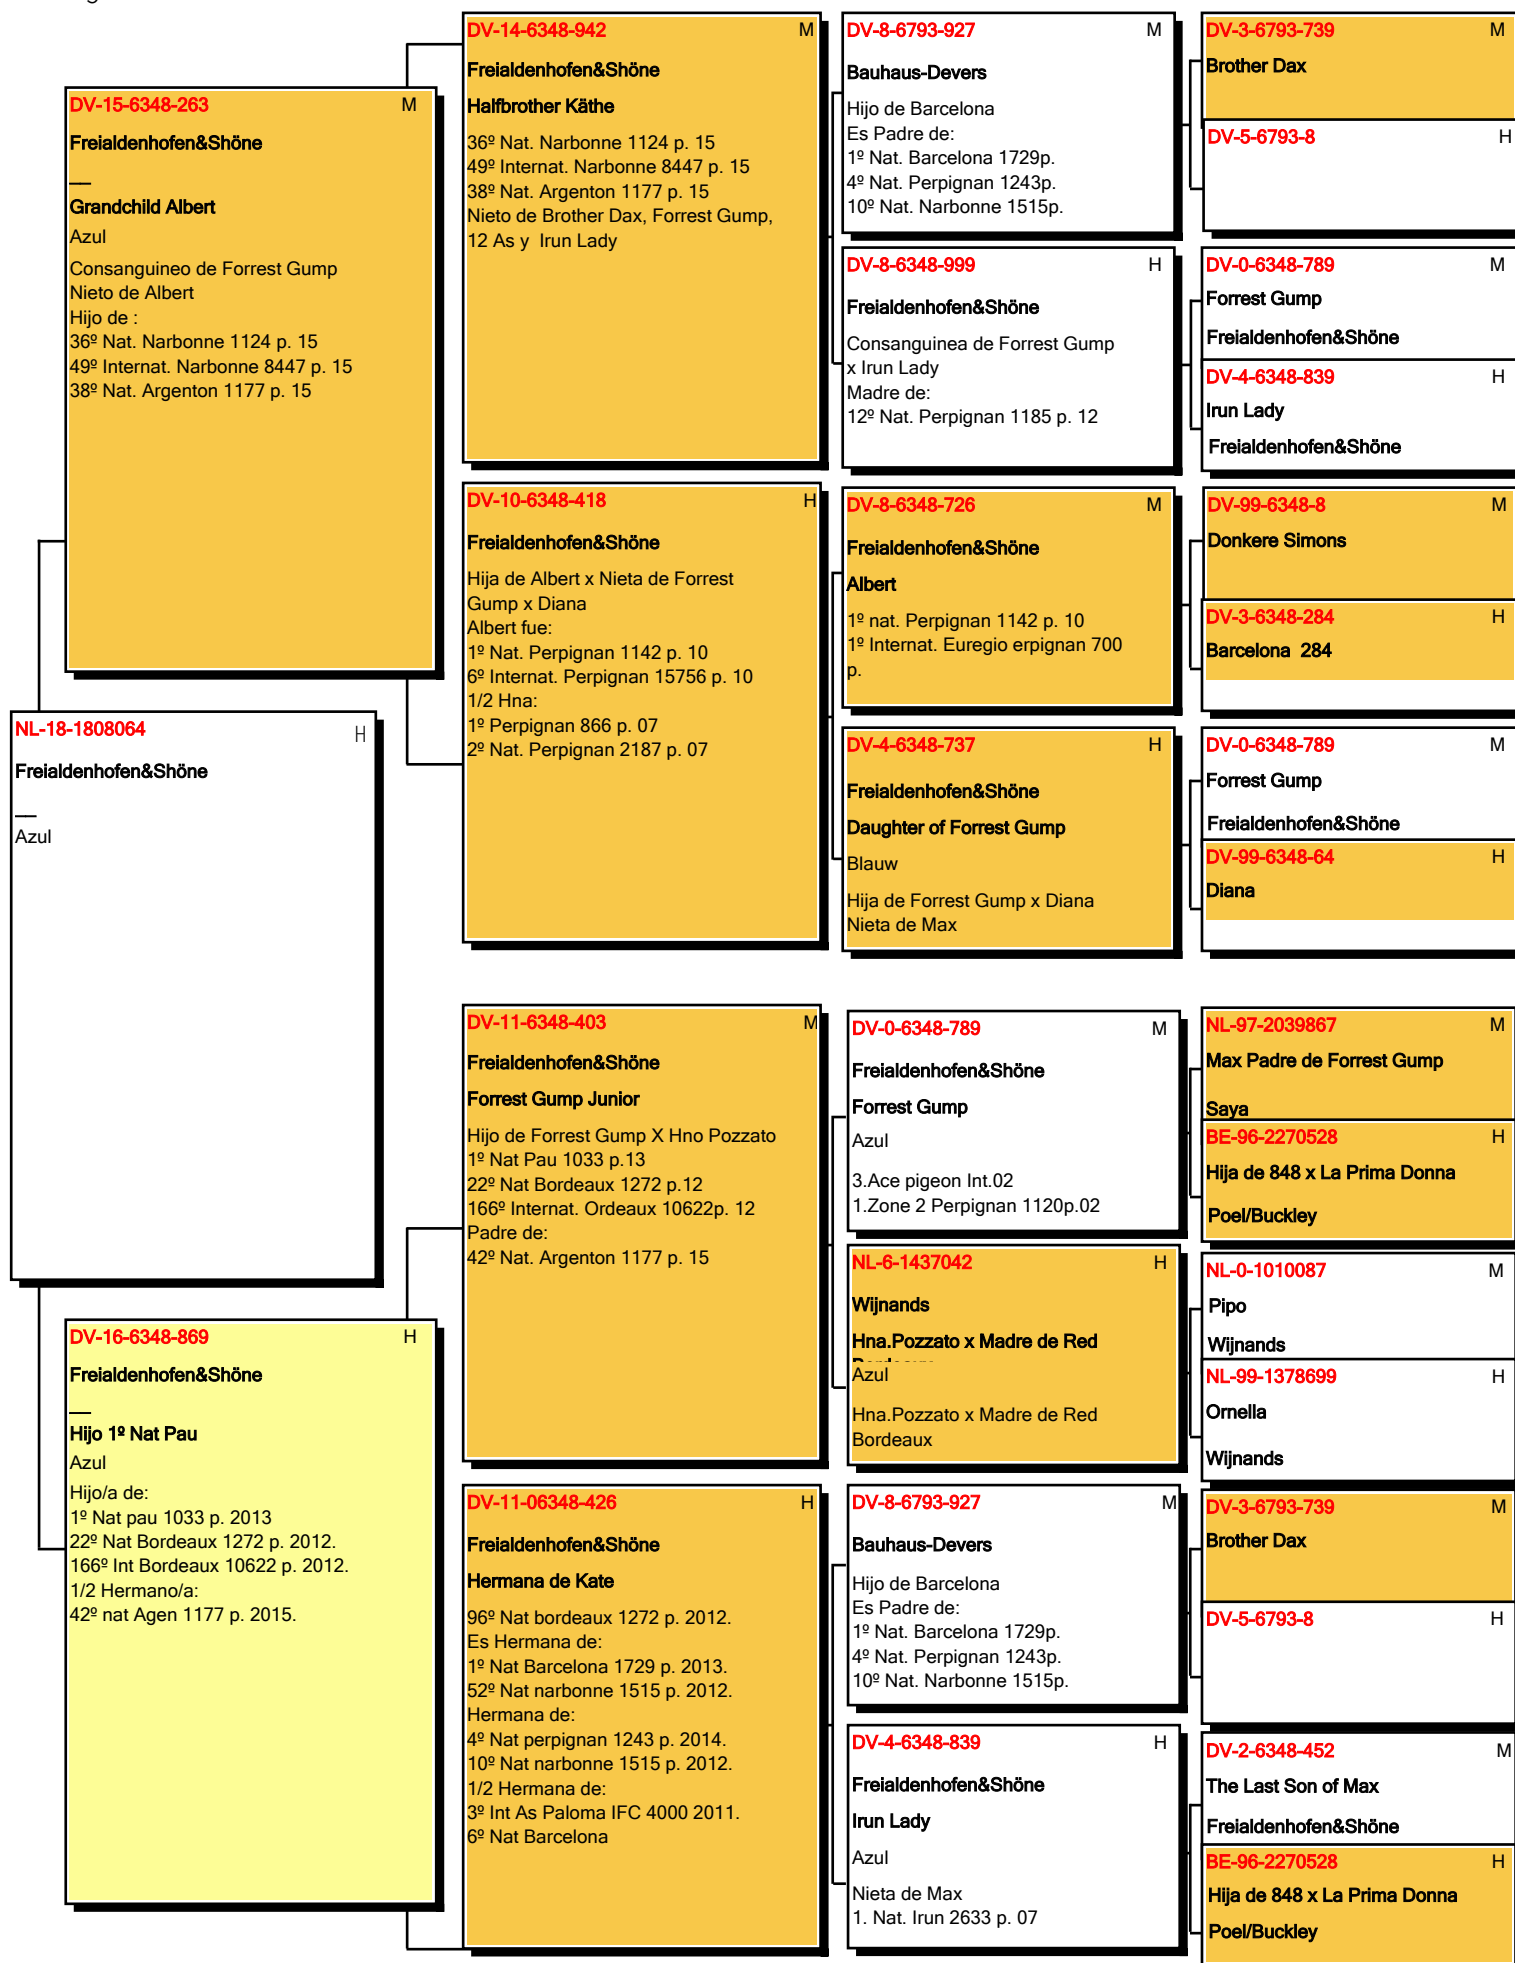 NL-18-1808064 H
Freialdenhofen&Shöne
__
Azul
DV-15-6348-263 M
Freialdenhofen&Shöne
__
Grandchild Albert
Azul
Consanguineo de Forrest Gump
Nieto de Albert
Hijo de :
36º Nat. Narbonne 1124 p. 15
49º Internat. Narbonne 8447 p. 15
38º Nat. Argenton 1177 p. 15
DV-16-6348-869 H
Freialdenhofen&Shöne
__
Hijo 1º Nat Pau
Azul
Hijo/a de:
1º Nat pau 1033 p. 2013
22º Nat Bordeaux 1272 p. 2012.
166º Int Bordeaux 10622 p. 2012.
1/2 Hermano/a:
42º nat Agen 1177 p. 2015.
DV-14-6348-942 M
Freialdenhofen&Shöne
Halfbrother Käthe
36º Nat. Narbonne 1124 p. 15
49º Internat. Narbonne 8447 p. 15
38º Nat. Argenton 1177 p. 15
Nieto de Brother Dax, Forrest Gump,
12 As y  Irun Lady
DV-10-6348-418 H
Freialdenhofen&Shöne
Hija de Albert x Nieta de Forrest
Gump x Diana
Albert fue:
1º Nat. Perpignan 1142 p. 10
6º Internat. Perpignan 15756 p. 10
1/2 Hna:
1º Perpignan 866 p. 07
2º Nat. Perpignan 2187 p. 07
DV-11-6348-403 M
Freialdenhofen&Shöne
Forrest Gump Junior
Hijo de Forrest Gump X Hno Pozzato
1º Nat Pau 1033 p.13
22º Nat Bordeaux 1272 p.12
166º Internat. Ordeaux 10622p. 12
Padre de:
42º Nat. Argenton 1177 p. 15
DV-11-06348-426 H
Freialdenhofen&Shöne
Hermana de Kate
96º Nat bordeaux 1272 p. 2012.
Es Hermana de:
1º Nat Barcelona 1729 p. 2013.
52º Nat narbonne 1515 p. 2012.
Hermana de:
4º Nat perpignan 1243 p. 2014.
10º Nat narbonne 1515 p. 2012.
1/2 Hermana de:
3º Int As Paloma IFC 4000 2011.
6º Nat Barcelona
DV-8-6793-927 M
Bauhaus-Devers
Hijo de Barcelona
Es Padre de:
1º Nat. Barcelona 1729p.
4º Nat. Perpignan 1243p.
10º Nat. Narbonne 1515p.
DV-8-6348-999 H
Freialdenhofen&Shöne
Consanguinea de Forrest Gump
x Irun Lady
Madre de:
12º Nat. Perpignan 1185 p. 12
DV-8-6348-726 M
Freialdenhofen&Shöne
Albert
1º nat. Perpignan 1142 p. 10
1º Internat. Euregio erpignan 700
p.
DV-4-6348-737 H
Freialdenhofen&Shöne
Daughter of Forrest Gump
Blauw
Hija de Forrest Gump x Diana
Nieta de Max
DV-0-6348-789 M
Freialdenhofen&Shöne
Forrest Gump
Azul
3.Ace pigeon Int.02
1.Zone 2 Perpignan 1120p.02
NL-6-1437042 H
Wijnands
Hna.Pozzato x Madre de Red
Azul
Hna.Pozzato x Madre de Red
Bordeaux
DV-8-6793-927 M
Bauhaus-Devers
Hijo de Barcelona
Es Padre de:
1º Nat. Barcelona 1729p.
4º Nat. Perpignan 1243p.
10º Nat. Narbonne 1515p.
DV-4-6348-839 H
Freialdenhofen&Shöne
Irun Lady
Azul
Nieta de Max
1. Nat. Irun 2633 p. 07
DV-3-6793-739 M
Brother Dax
DV-5-6793-8 H
DV-0-6348-789 M
Forrest Gump
Freialdenhofen&Shöne
DV-4-6348-839 H
Irun Lady
Freialdenhofen&Shöne
DV-99-6348-8 M
Donkere Simons
DV-3-6348-284 H
Barcelona  284
DV-0-6348-789 M
Forrest Gump
Freialdenhofen&Shöne
DV-99-6348-64 H
Diana
NL-97-2039867 M
Max Padre de Forrest Gump
Saya
BE-96-2270528 H
Hija de 848 x La Prima Donna
Poel/Buckley
NL-0-1010087 M
Pipo
Wijnands
NL-99-1378699 H
Ornella
Wijnands
DV-3-6793-739 M
Brother Dax
DV-5-6793-8 H
DV-2-6348-452 M
The Last Son of Max
Freialdenhofen&Shöne
BE-96-2270528 H
Hija de 848 x La Prima Donna
Poel/Buckley